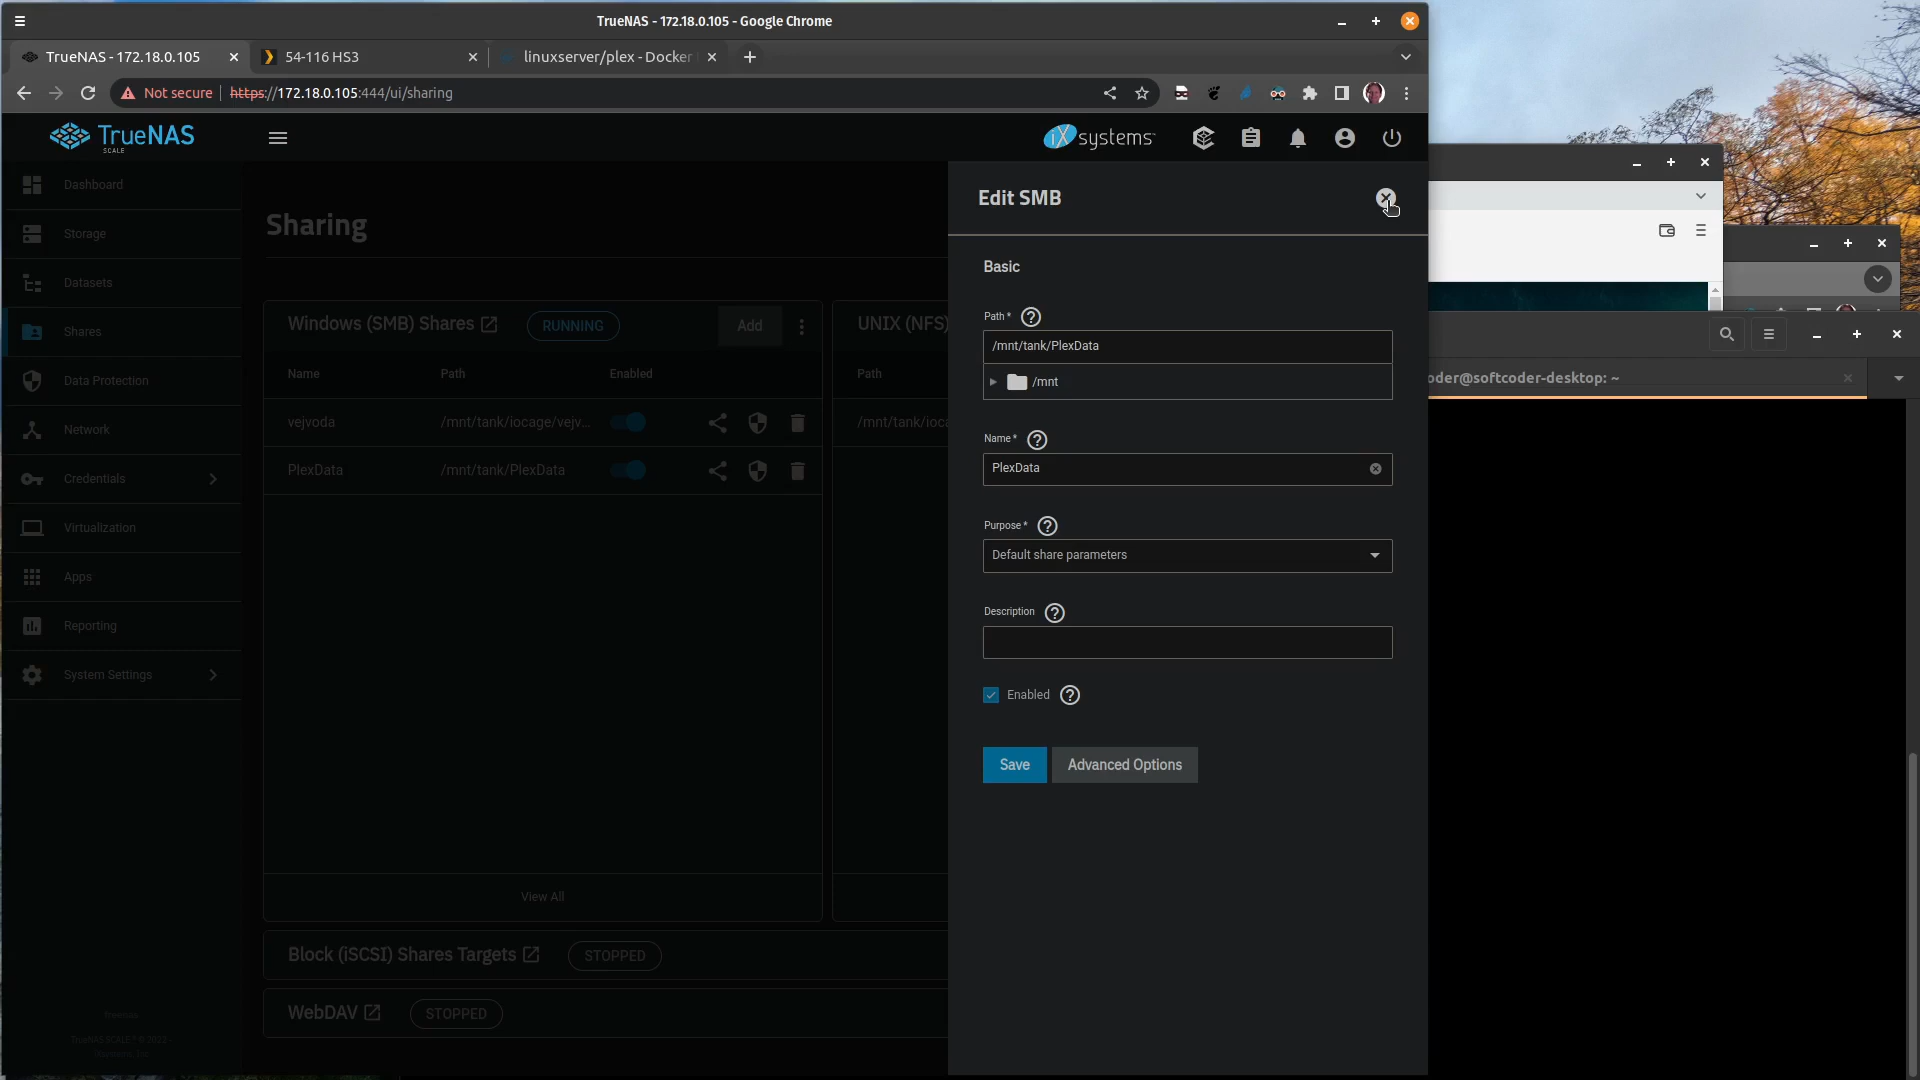 TrueNAS - 172.18.0.105 - Google Chrome
TrueNAS - 172.18.0.105
54-116 HS3
linuxserver/plex - Docker
Not secure
https://172.18.0.105:444/ui/sharing
TrueNAS
SCALE
iXsystems
Dashboard
Storage
Datasets
Shares
Data Protection
Network
Credentials
Virtualization
Apps
Reporting
System Settings
Sharing
Windows (SMB) Shares
RUNNING
Add
Name
Path
Enabled
vejvoda
/mnt/tank/iocage/vejv...
PlexData
/mnt/tank/PlexData
View All
UNIX (NFS)
Path
/mnt/tank/ioca
Block (iSCSI) Shares Targets
STOPPED
WebDAV
STOPPED
TrueNAS SCALE ® © 2022 -
Edit SMB
Basic
Path *
/mnt/tank/PlexData
/mnt
Name *
PlexData
Purpose *
Default share parameters
Description
Enabled
Save
Advanced Options
oder@softcoder-desktop: ~